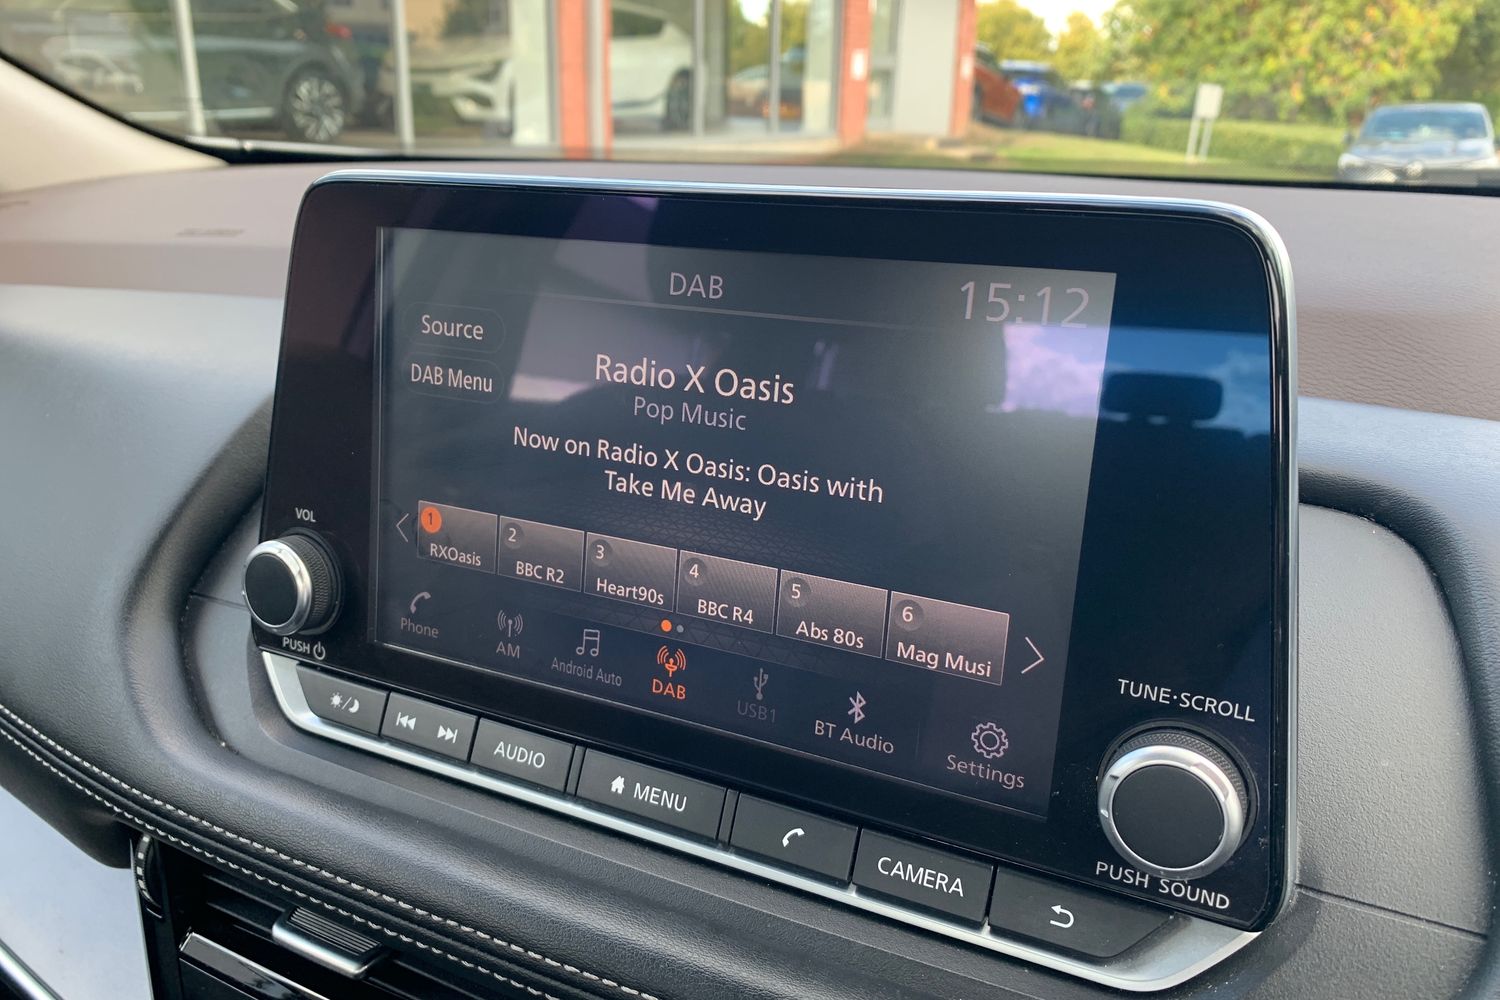 DAB
15:12
Source
DAB Menu
Radio X Oasis
Pop Music
Now on Radio X Oasis: Oasis with
Take Me Away
1 RXOasis
2 BBC R2
3 Heart90s
4 BBC R4
5 Abs 80s
6 Mag Musi
Phone
AM
Android Auto
DAB
USB1
BT Audio
Settings
VOL
PUSH
TUNE·SCROLL
PUSH SOUND
AUDIO
MENU
CAMERA